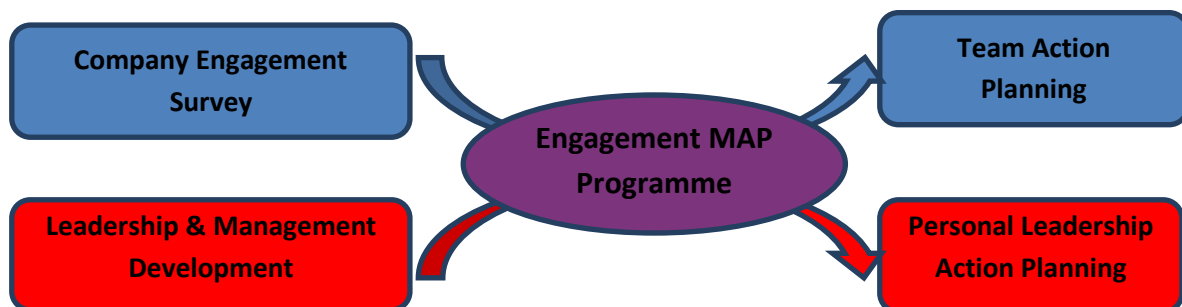 Company Engagement
Survey
Leadership & Management
Development
Engagement MAP
Programme
Team Action
Planning
Personal Leadership
Action Planning